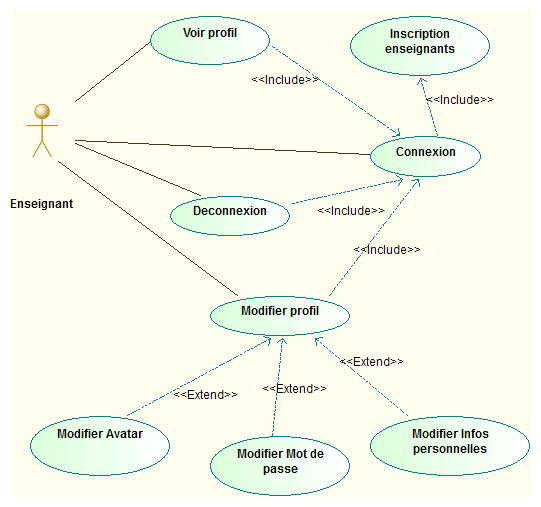 Voir profil
Inscription
enseignants
<<Include>>
<<Include>>
Connexion
Enseignant
Deconnexion
<<Include>>
<<Include>>
Modifier profil
<<Extend>>
<<Extend>>
<<Extend>>
Modifier Avatar
Modifier Mot de
passe
Modifier Infos
personnelles